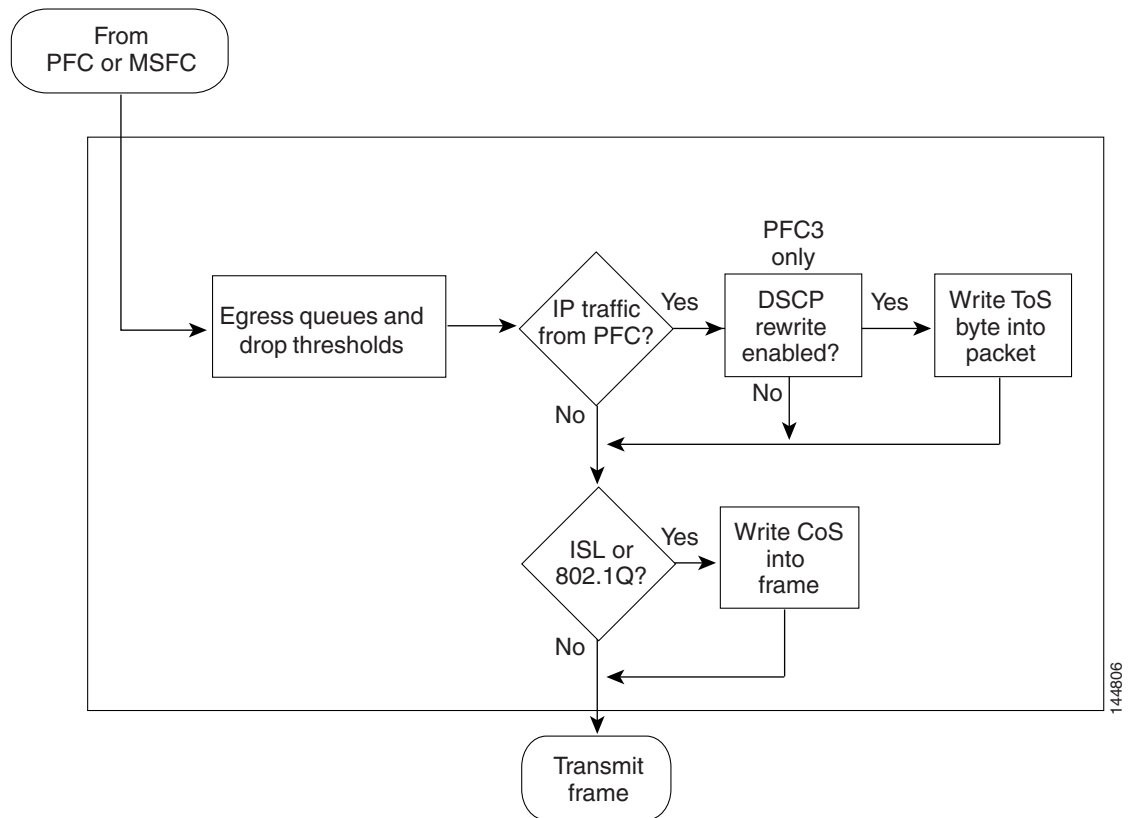 From
PFC or MSFC
PFC3
only
Egress queues and
drop thresholds
IP traffic
from PFC?
Yes
DSCP
rewrite
enabled?
Yes
Write ToS
byte into
packet
No
No
ISL or
802.1Q?
Yes
Write CoS
into
frame
No
144806
Transmit
frame